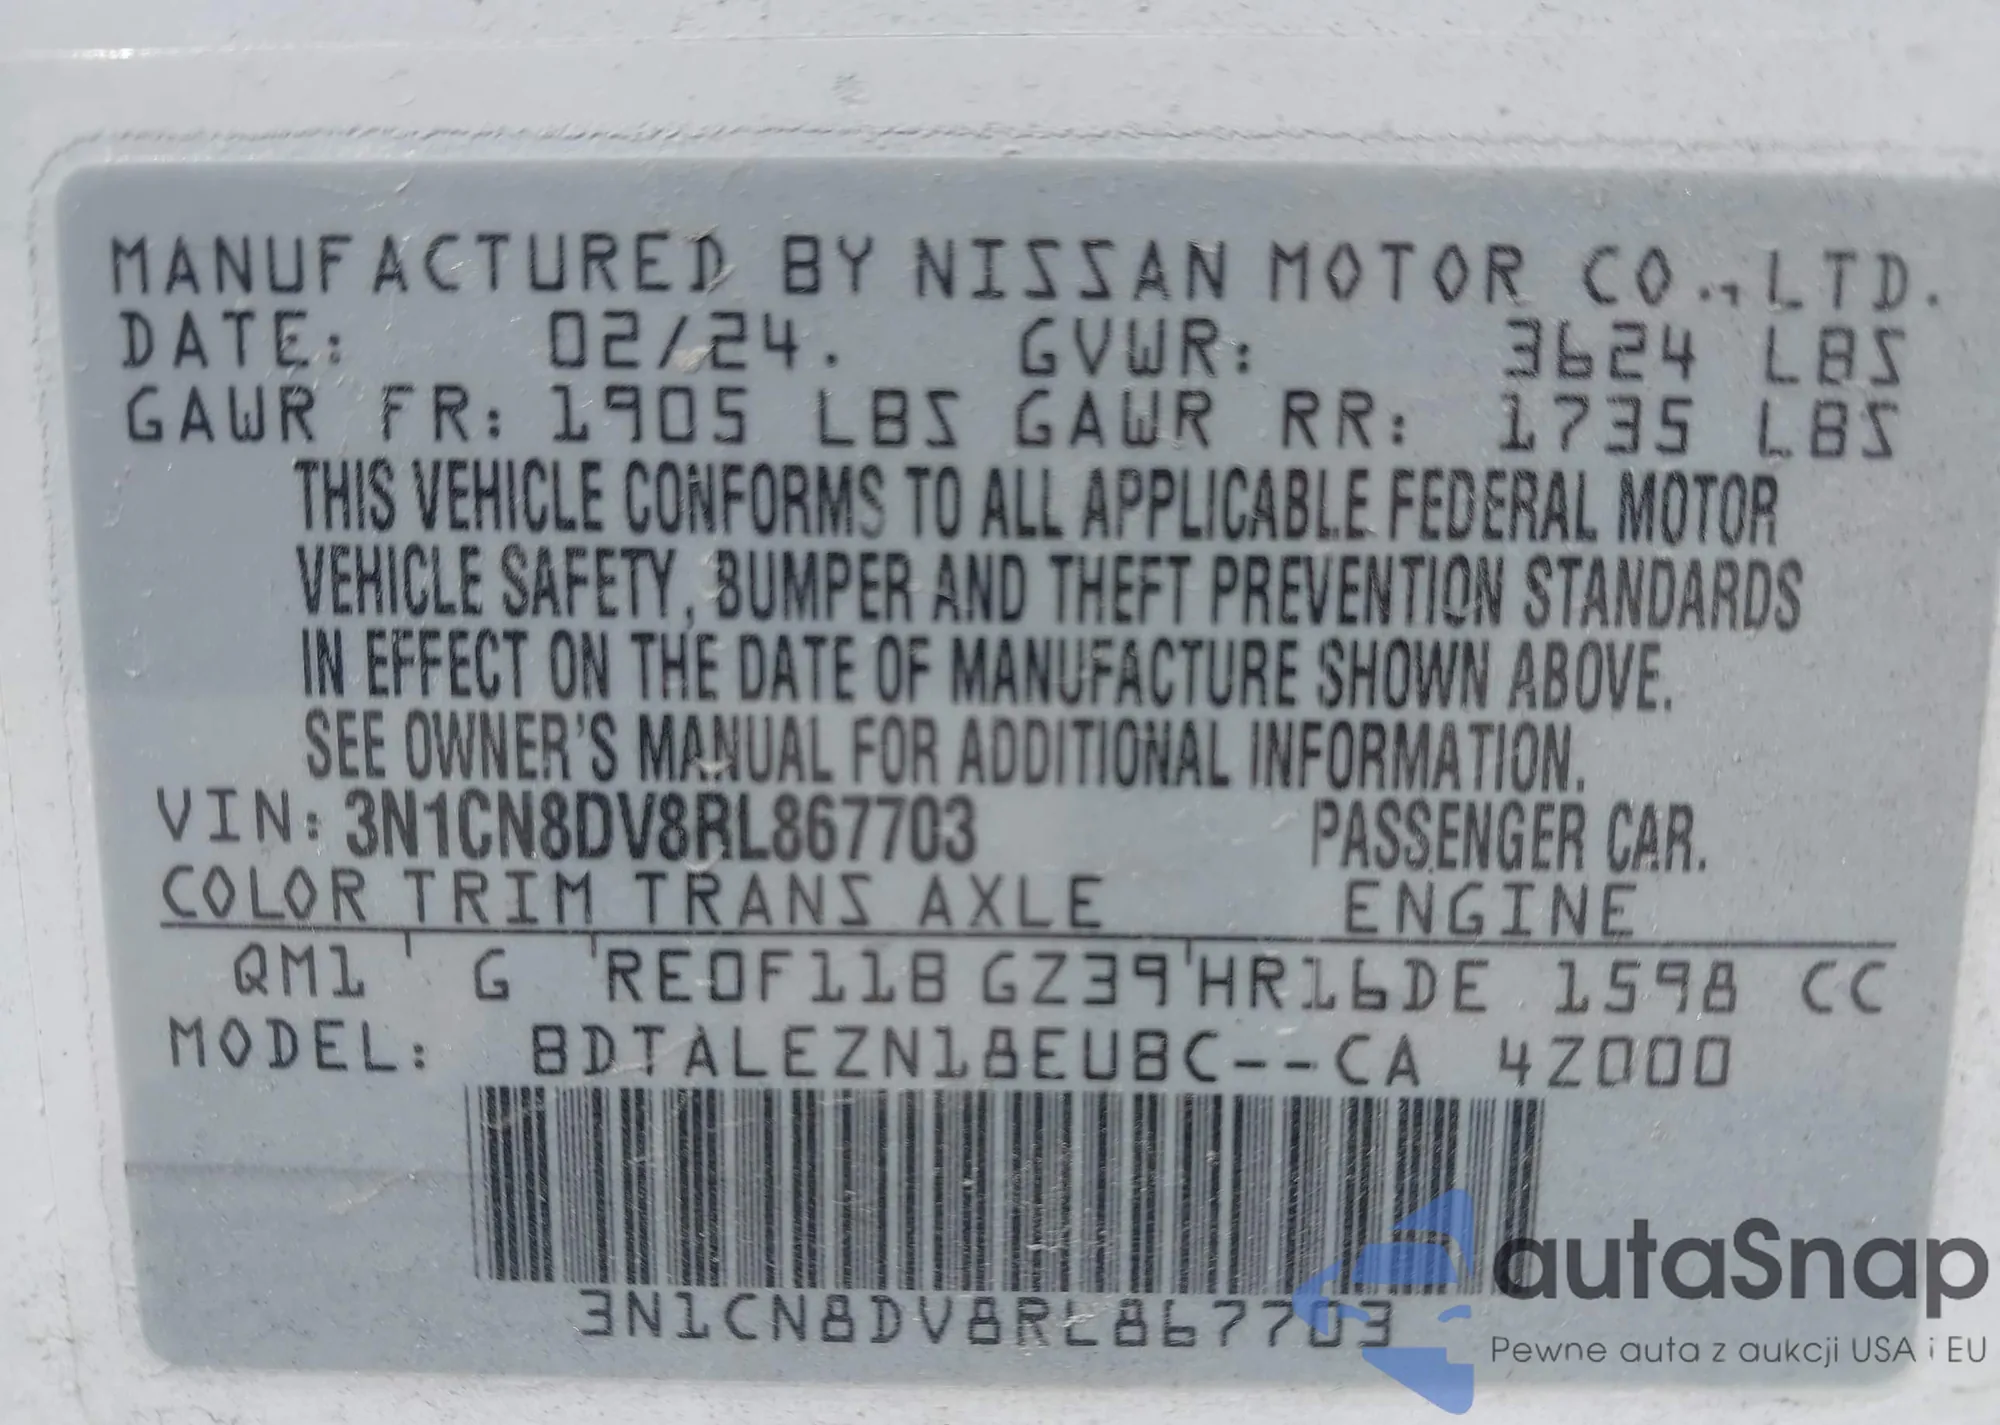 MANUFACTURED BY NISSAN MOTOR CO.,LTD.
DATE: 02/24. GVWR: 3624 LBS
GAWR FR: 1905 LBS GAWR RR: 1735 LBS
THIS VEHICLE CONFORMS TO ALL APPLICABLE FEDERAL MOTOR
VEHICLE SAFETY, BUMPER AND THEFT PREVENTION STANDARDS
IN EFFECT ON THE DATE OF MANUFACTURE SHOWN ABOVE.
SEE OWNER'S MANUAL FOR ADDITIONAL INFORMATION.
VIN: 3N1CN8DV8RL867703 PASSENGER CAR.
COLOR TRIM TRANS AXLE ENGINE
QM1 G RE0F11B GZ39 HR16DE 1598 CC
MODEL: BDTALEZN18EUBC--CA 4Z000
3N1CN8DV8RL867703
autaSnap
Pewne auta z aukcji USA i EU